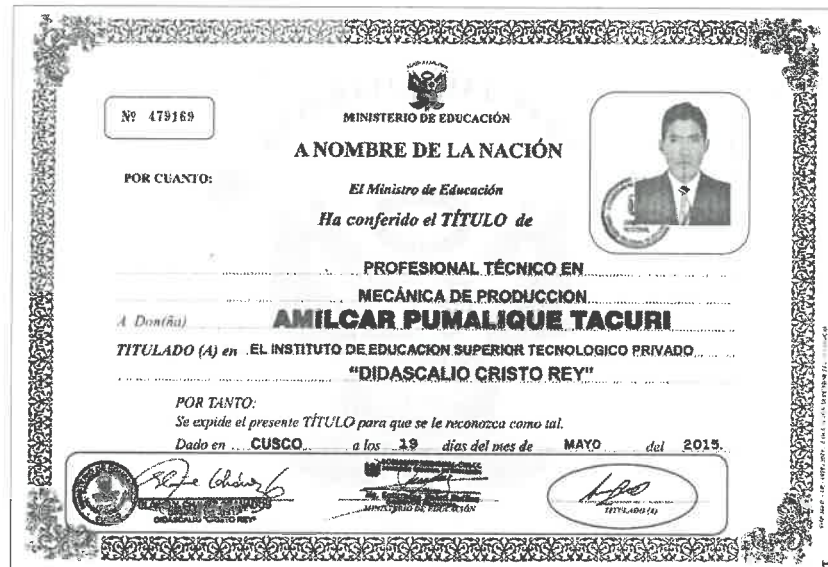 Nº 479169
MINISTERIO DE EDUCACIÓN
A NOMBRE DE LA NACIÓN
POR CUANTO:
El Ministro de Educación
Ha conferido el TÍTULO de
PROFESIONAL TÉCNICO EN
MECÁNICA DE PRODUCCION
A Don(ña) AMILCAR PUMALIQUE TACURI
TITULADO (A) en EL INSTITUTO DE EDUCACION SUPERIOR TECNOLOGICO PRIVADO
"DIDASCALIO CRISTO REY"
POR TANTO:
Se expide el presente TÍTULO para que se le reconozca como tal.
Dado en CUSCO a los 19 días del mes de MAYO del 2015.
DIDASCALIO "CRISTO REY"
MINISTERIO DE EDUCACIÓN
TITULADO (A)